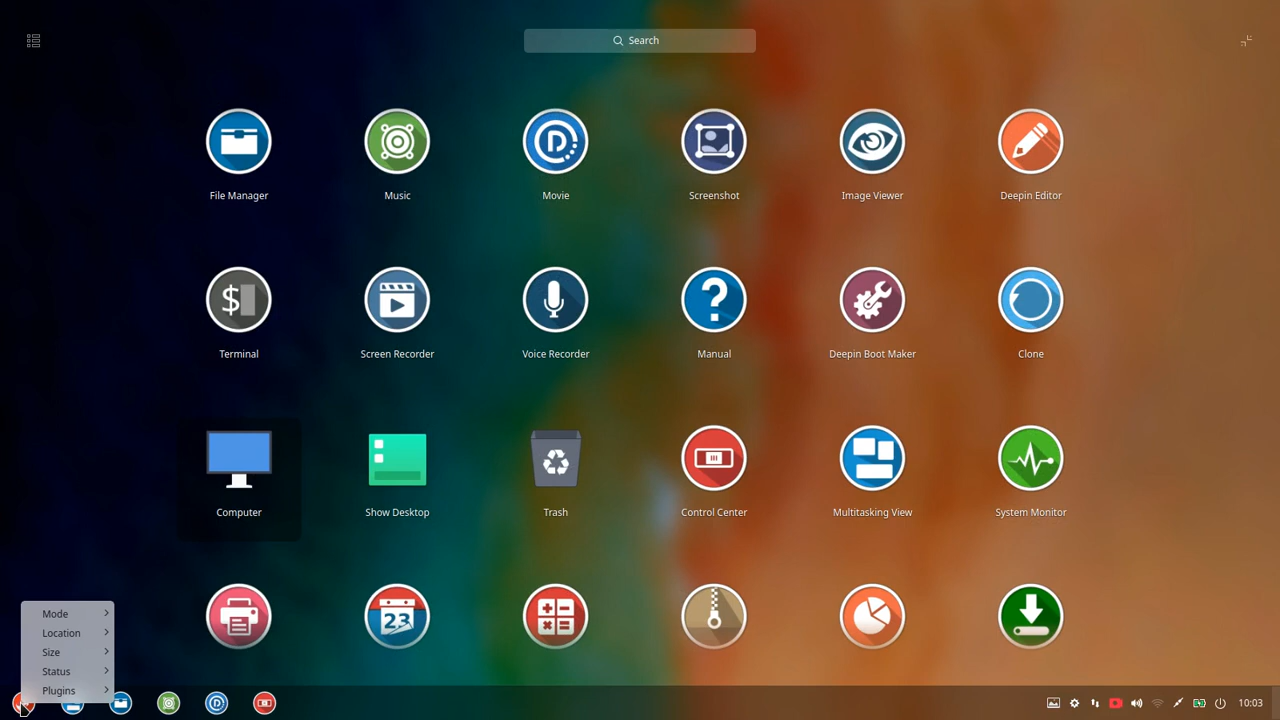 Search
File Manager
Music
Movie
Screenshot
Image Viewer
Deepin Editor
$
?
Terminal
Screen Recorder
Voice Recorder
Manual
Deepin Boot Maker
Clone
Computer
Show Desktop
Trash
Control Center
Multitasking View
System Monitor
23
Mode
Location
Size
Status
Plugins
10:03